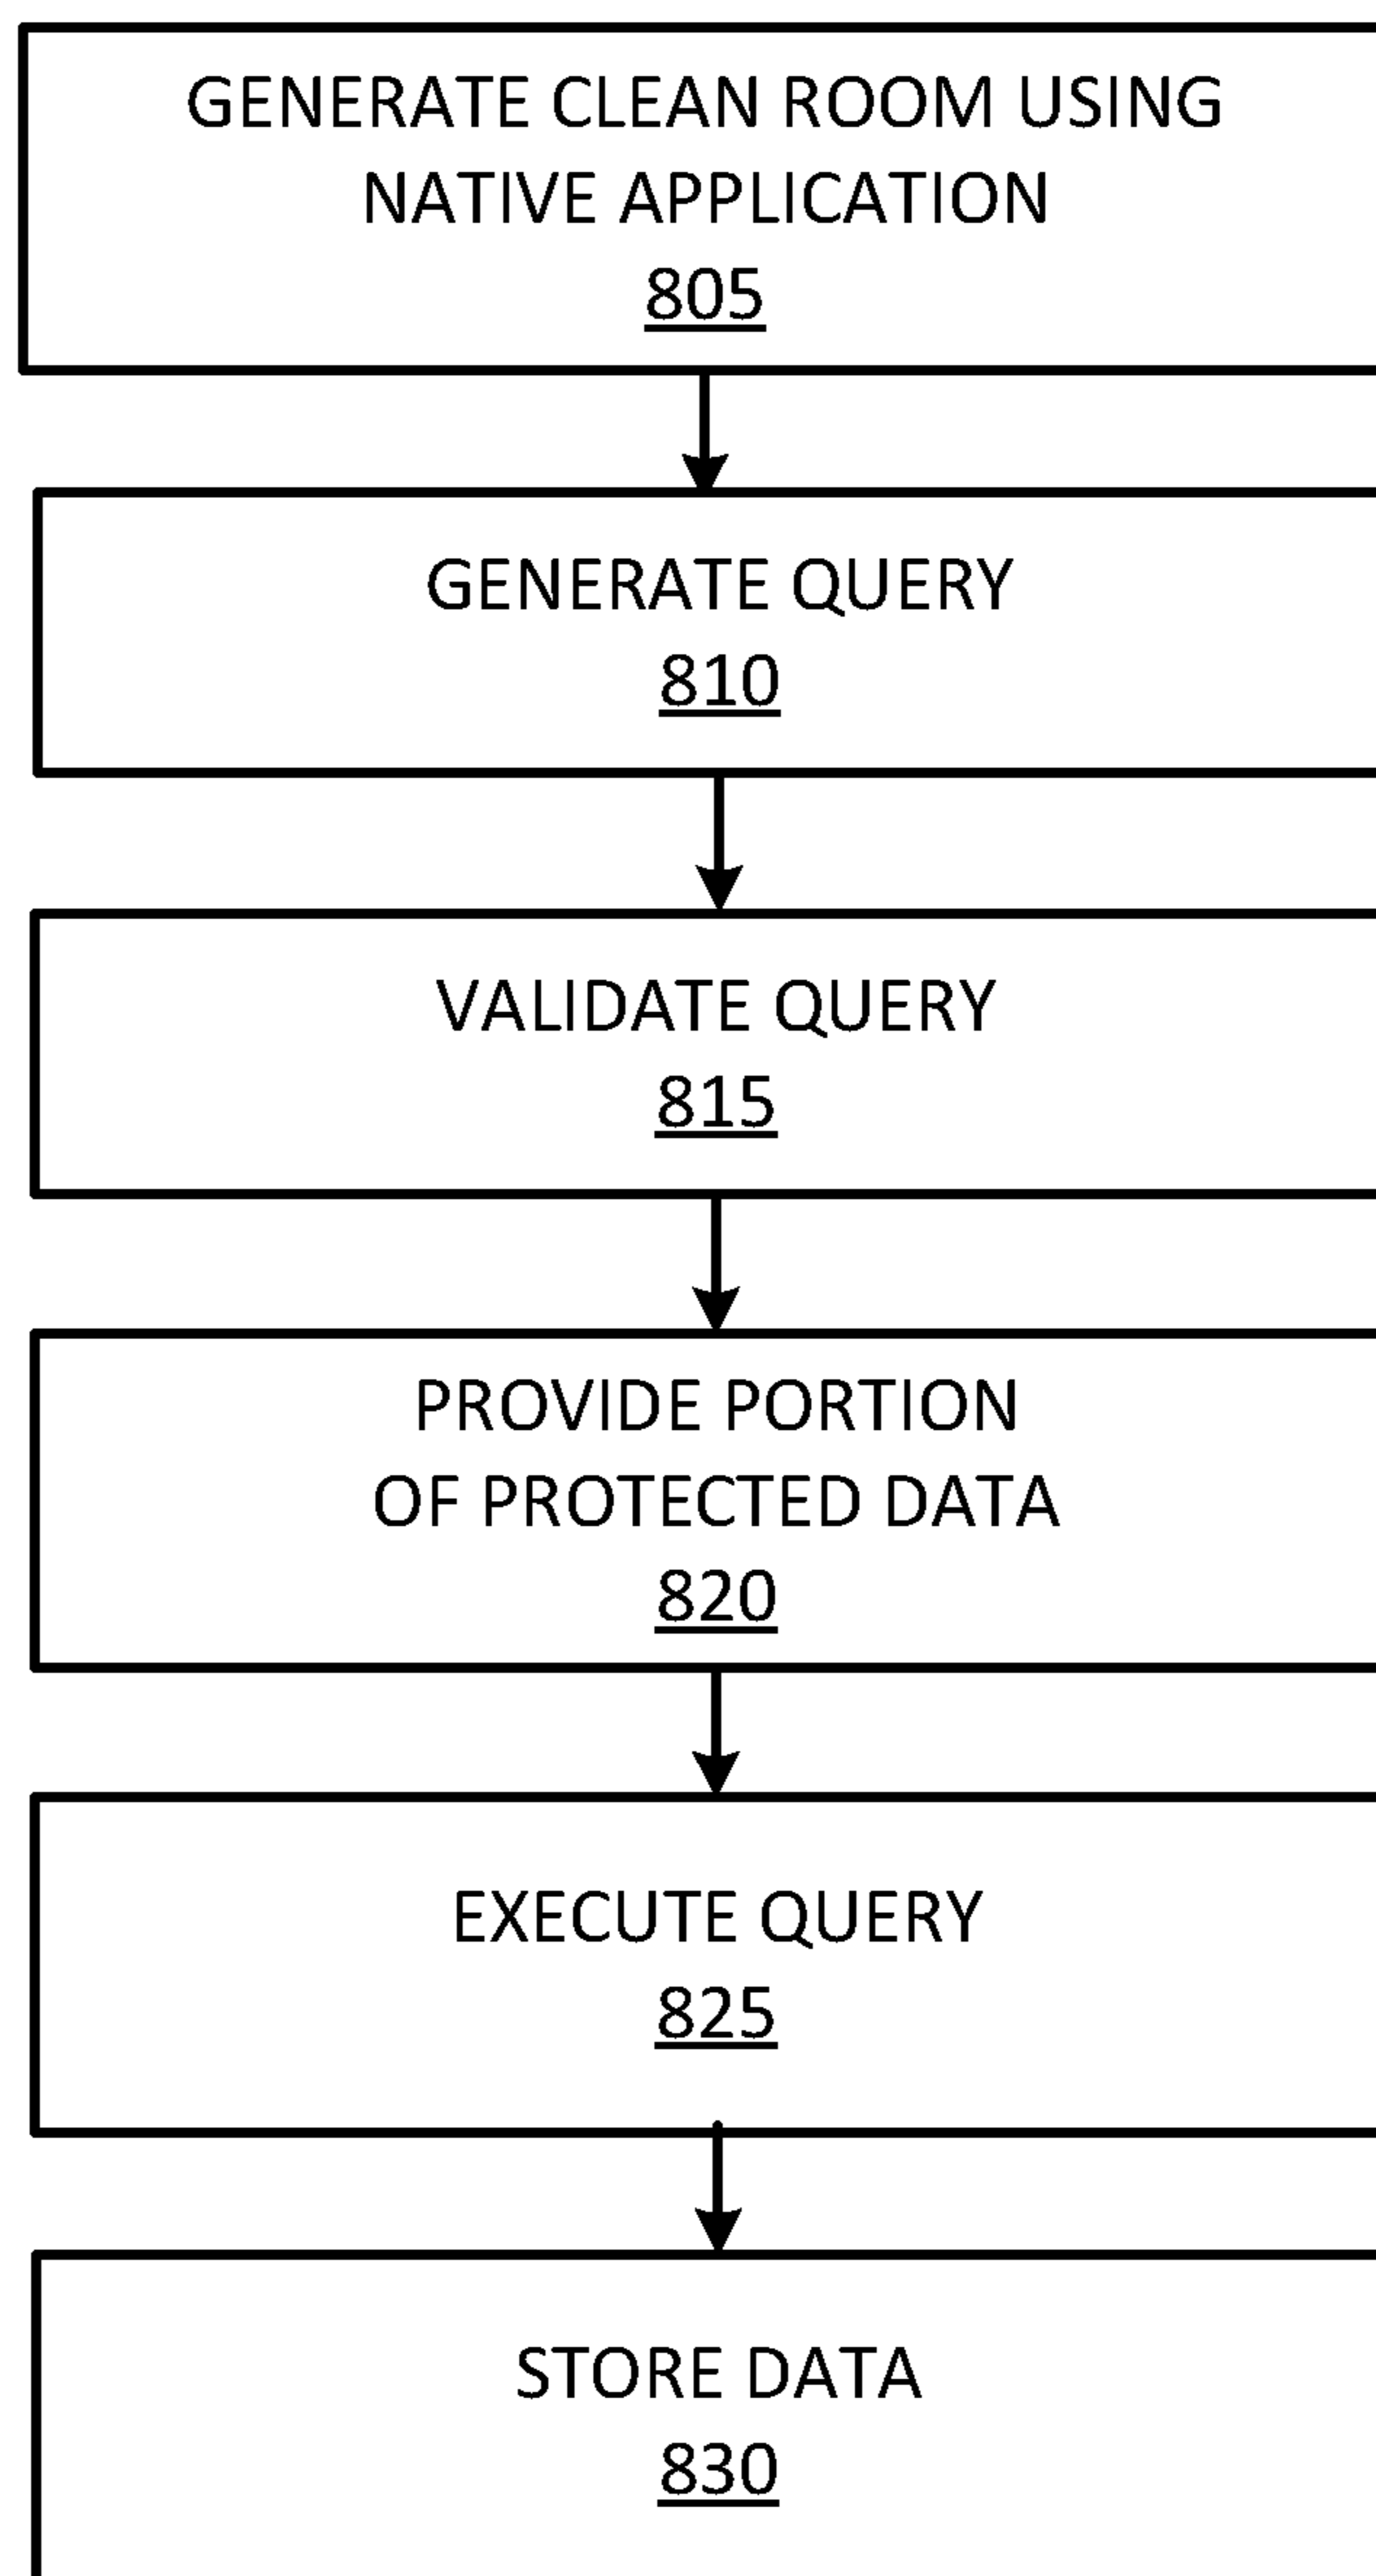 GENERATE CLEAN ROOM USING
NATIVE APPLICATION
805
GENERATE QUERY
810
VALIDATE QUERY
815
PROVIDE PORTION
OF PROTECTED DATA
820
EXECUTE QUERY
825
STORE DATA
830